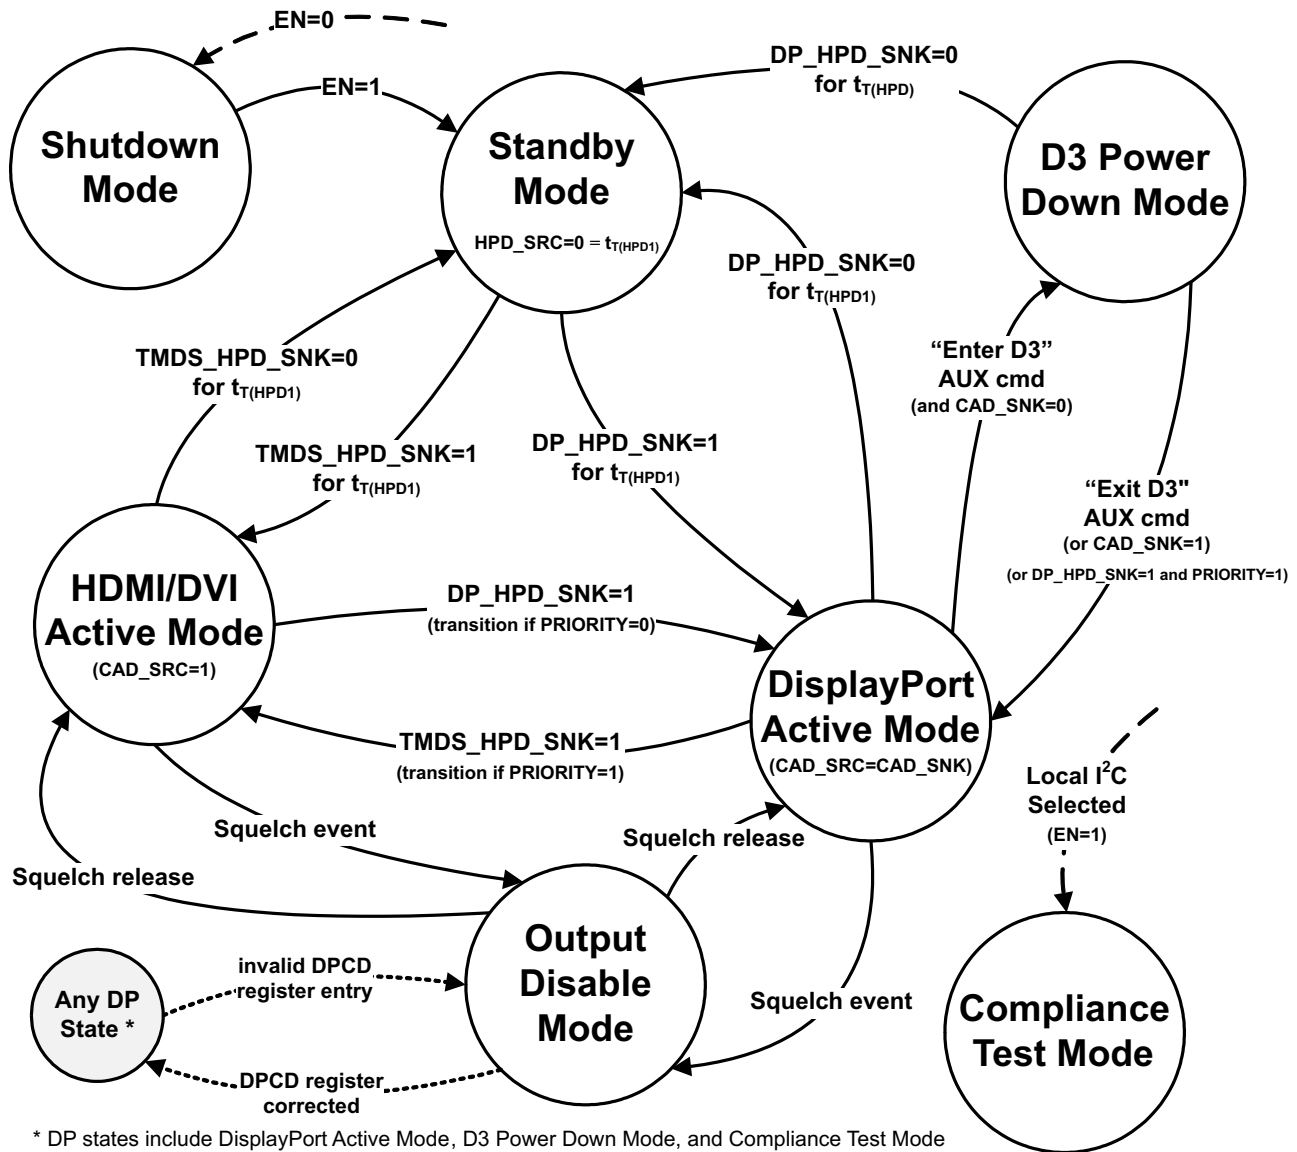 EN=0
EN=1
Shutdown
Mode
Standby
Mode
HPD_SRC=0 = tT(HPD1)
DP_HPD_SNK=0
for tT(HPD)
D3 Power
Down Mode
DP_HPD_SNK=0
for tT(HPD1)
TMDS_HPD_SNK=0
for tT(HPD1)
“Enter D3”
AUX cmd
(and CAD_SNK=0)
TMDS_HPD_SNK=1
for tT(HPD1)
DP_HPD_SNK=1
for tT(HPD1)
“Exit D3"
AUX cmd
(or CAD_SNK=1)
(or DP_HPD_SNK=1 and PRIORITY=1)
HDMI/DVI
Active Mode
(CAD_SRC=1)
DP_HPD_SNK=1
(transition if PRIORITY=0)
DisplayPort
Active Mode
(CAD_SRC=CAD_SNK)
TMDS_HPD_SNK=1
(transition if PRIORITY=1)
Local I²C
Selected
(EN=1)
Squelch event
Squelch release
Squelch release
Output
Disable
Mode
invalid DPCD
register entry
Any DP
State *
Squelch event
Compliance
Test Mode
DPCD register
corrected
* DP states include DisplayPort Active Mode, D3 Power Down Mode, and Compliance Test Mode